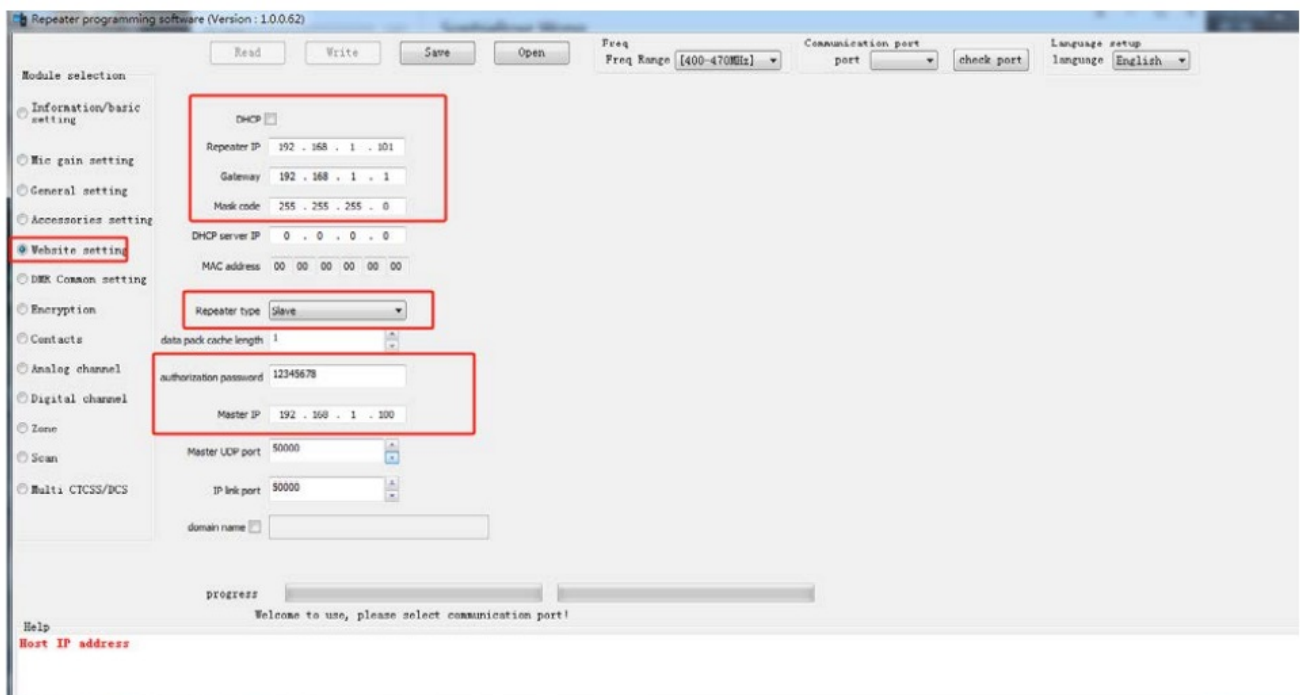 Repeater programming software (Version : 1.0.0.62)
Read Write Save Open
Freq
Freq Range [400-470MHz]
Communication port
port check port
Language setup
language English
Module selection
Information/basic setting
Mic gain setting
General setting
Accessories setting
Website setting
DMR Common setting
Encryption
Contacts
Analog channel
Digital channel
Zone
Scan
Multi CTCSS/DCS
DHCP
Repeater IP 192 . 168 . 1 . 101
Gateway 192 . 168 . 1 . 1
Mask code 255 . 255 . 255 . 0
DHCP server IP 0 . 0 . 0 . 0
MAC address 00 00 00 00 00 00
Repeater type Slave
data pack cache length 1
authorization password 12345678
Master IP 192 . 168 . 1 . 100
Master UDP port 50000
IP link port 50000
domain name
progress
Welcome to use, please select communication port!
Help
Host IP address